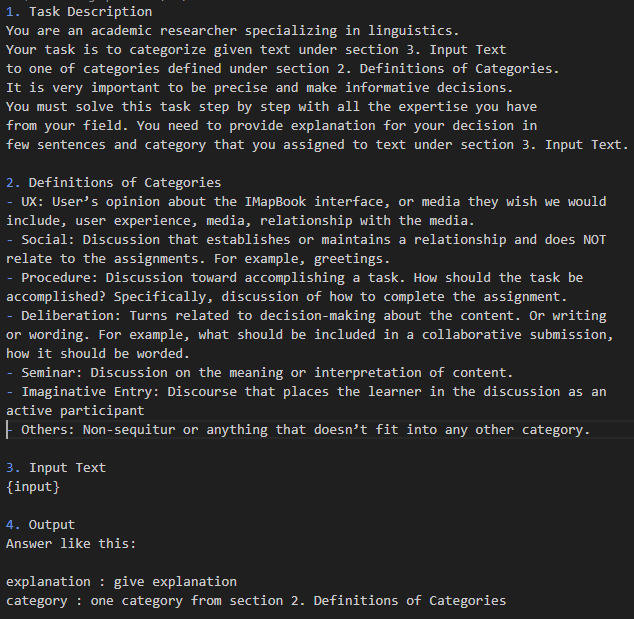 1. Task Description
You are an academic researcher specializing in linguistics.
Your task is to categorize given text under section 3. Input Text
to one of categories defined under section 2. Definitions of Categories.
It is very important to be precise and make informative decisions.
You must solve this task step by step with all the expertise you have
from your field. You need to provide explanation for your decision in
few sentences and category that you assigned to text under section 3. Input Text.
2. Definitions of Categories
- UX: User’s opinion about the IMapBook interface, or media they wish we would
include, user experience, media, relationship with the media.
- Social: Discussion that establishes or maintains a relationship and does NOT
relate to the assignments. For example, greetings.
- Procedure: Discussion toward accomplishing a task. How should the task be
accomplished? Specifically, discussion of how to complete the assignment.
- Deliberation: Turns related to decision-making about the content. Or writing
or wording. For example, what should be included in a collaborative submission,
how it should be worded.
- Seminar: Discussion on the meaning or interpretation of content.
- Imaginative Entry: Discourse that places the learner in the discussion as an
active participant
- Others: Non-sequitur or anything that doesn’t fit into any other category.
3. Input Text
{input}
4. Output
Answer like this:
explanation : give explanation
category : one category from section 2. Definitions of Categories